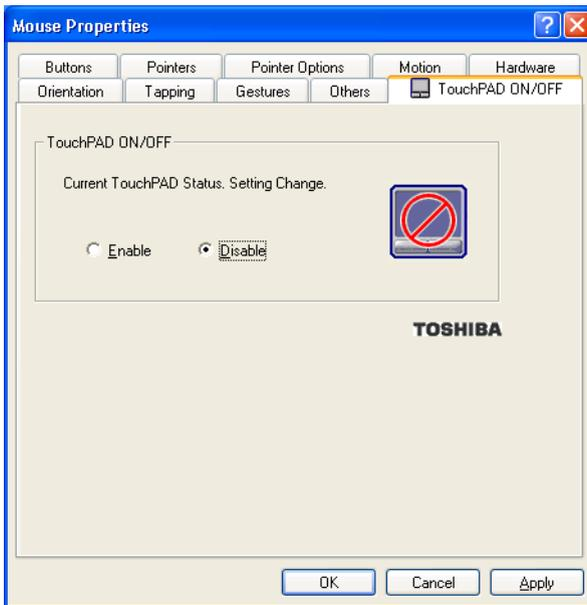 Mouse Properties
Buttons Pointers Pointer Options Motion Hardware
Orientation Tapping Gestures Others TouchPAD ON/OFF
TouchPAD ON/OFF
Current TouchPAD Status. Setting Change.
Enable Disable
TOSHIBA
OK Cancel Apply